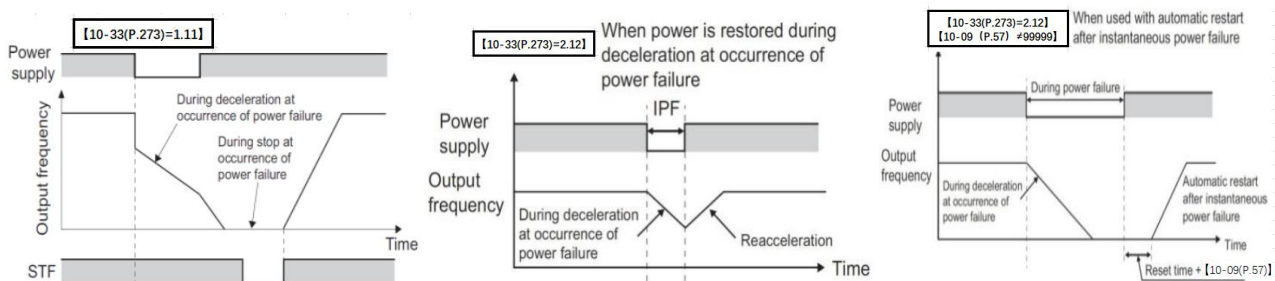 【10-33(P.273)=1.11】
Power
supply
During deceleration at
occurrence of power failure
During stop at
occurrence of
power failure
Output frequency
Time
STF
【10-33(P.273)=2.12】
When power is restored during
deceleration at occurrence of
power failure
IPF
Power
supply
Output
frequency
During deceleration
at occurrence of
power failure
Reacceleration
Time
【10-33(P.273)=2.12】
【10-09（P.57）≠99999】
When used with automatic restart
after instantaneous power failure
During power failure
Power
supply
Output
frequency
During deceleration
at occurrence of
power failure
Automatic restart
after instantaneous
power failure
Time
Reset time +【10-09(P.57)】